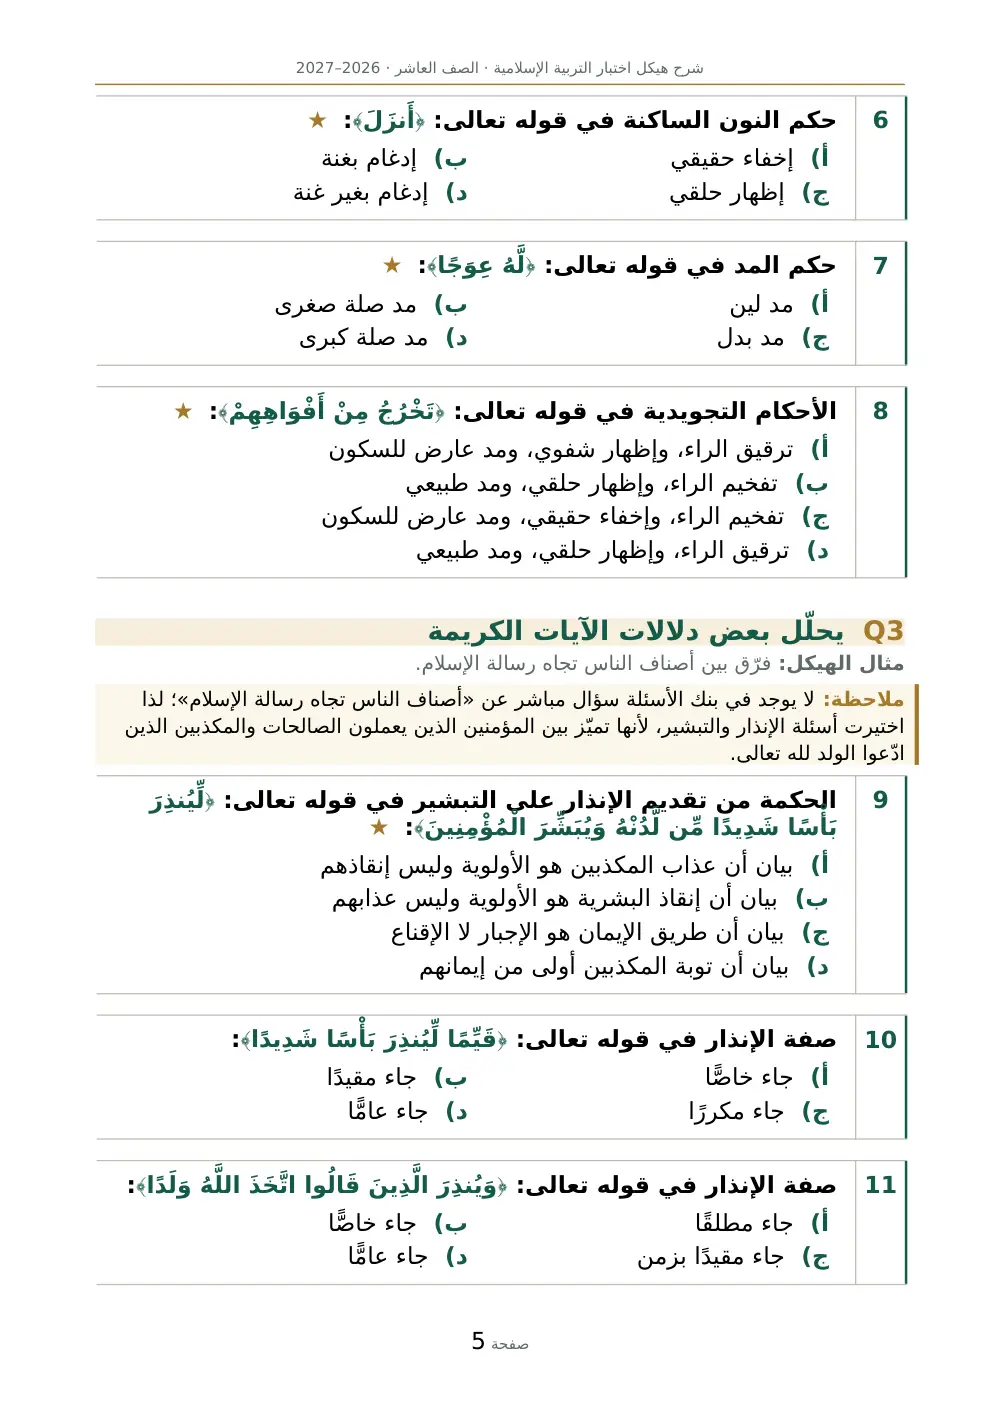 شرح هيكل اختبار التربية الإسلامية · الصف العاشر · 2026–2027
6
حكم النون الساكنة في قوله تعالى: ﴿أَنزَلَ﴾: ★
أ) إخفاء حقيقي
ب) إدغام بغنة
ج) إظهار حلقي
د) إدغام بغير غنة
7
حكم المد في قوله تعالى: ﴿لَّهُ عِوَجًا﴾: ★
أ) مد لين
ب) مد صلة صغرى
ج) مد بدل
د) مد صلة كبرى
8
الأحكام التجويدية في قوله تعالى: ﴿تَخْرُجُ مِنْ أَفْوَاهِهِمْ﴾: ★
أ) ترقيق الراء، وإظهار شفوي، ومد عارض للسكون
ب) تفخيم الراء، وإظهار حلقي، ومد طبيعي
ج) تفخيم الراء، وإخفاء حقيقي، ومد عارض للسكون
د) ترقيق الراء، وإظهار حلقي، ومد طبيعي
Q3 يحلّل بعض دلالات الآيات الكريمة
مثال الهيكل: فرّق بين أصناف الناس تجاه رسالة الإسلام.
ملاحظة: لا يوجد في بنك الأسئلة سؤال مباشر عن «أصناف الناس تجاه رسالة الإسلام»؛ لذا
اختيرت أسئلة الإنذار والتبشير، لأنها تميّز بين المؤمنين الذين يعملون الصالحات والمكذبين الذين
ادّعوا الولد لله تعالى.
9
الحكمة من تقديم الإنذار على التبشير في قوله تعالى: ﴿لِّيُنذِرَ
بَأْسًا شَدِيدًا مِّن لَّدُنْهُ وَيُبَشِّرَ الْمُؤْمِنِينَ﴾: ★
أ) بيان أن عذاب المكذبين هو الأولوية وليس إنقاذهم
ب) بيان أن إنقاذ البشرية هو الأولوية وليس عذابهم
ج) بيان أن طريق الإيمان هو الإجبار لا الإقناع
د) بيان أن توبة المكذبين أولى من إيمانهم
10
صفة الإنذار في قوله تعالى: ﴿قَيِّمًا لِّيُنذِرَ بَأْسًا شَدِيدًا﴾:
أ) جاء خاصًّا
ب) جاء مقيدًا
ج) جاء مكررًا
د) جاء عامًّا
11
صفة الإنذار في قوله تعالى: ﴿وَيُنذِرَ الَّذِينَ قَالُوا اتَّخَذَ اللَّهُ وَلَدًا﴾:
أ) جاء مطلقًا
ب) جاء خاصًّا
ج) جاء مقيدًا بزمن
د) جاء عامًّا
صفحة 5